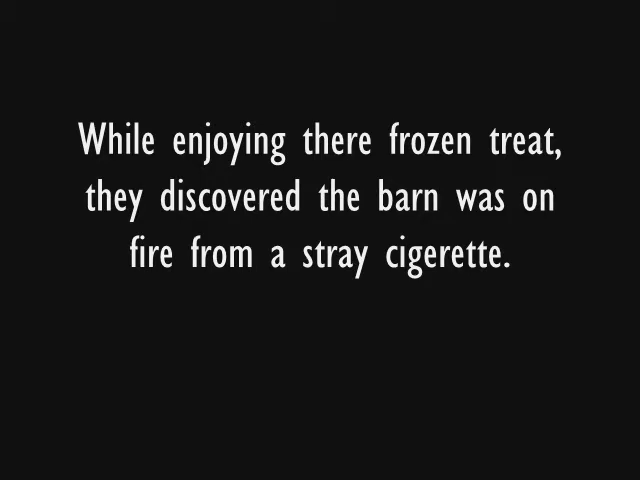 While enjoying there frozen treat,
they discovered the barn was on
fire from a stray cigerette.